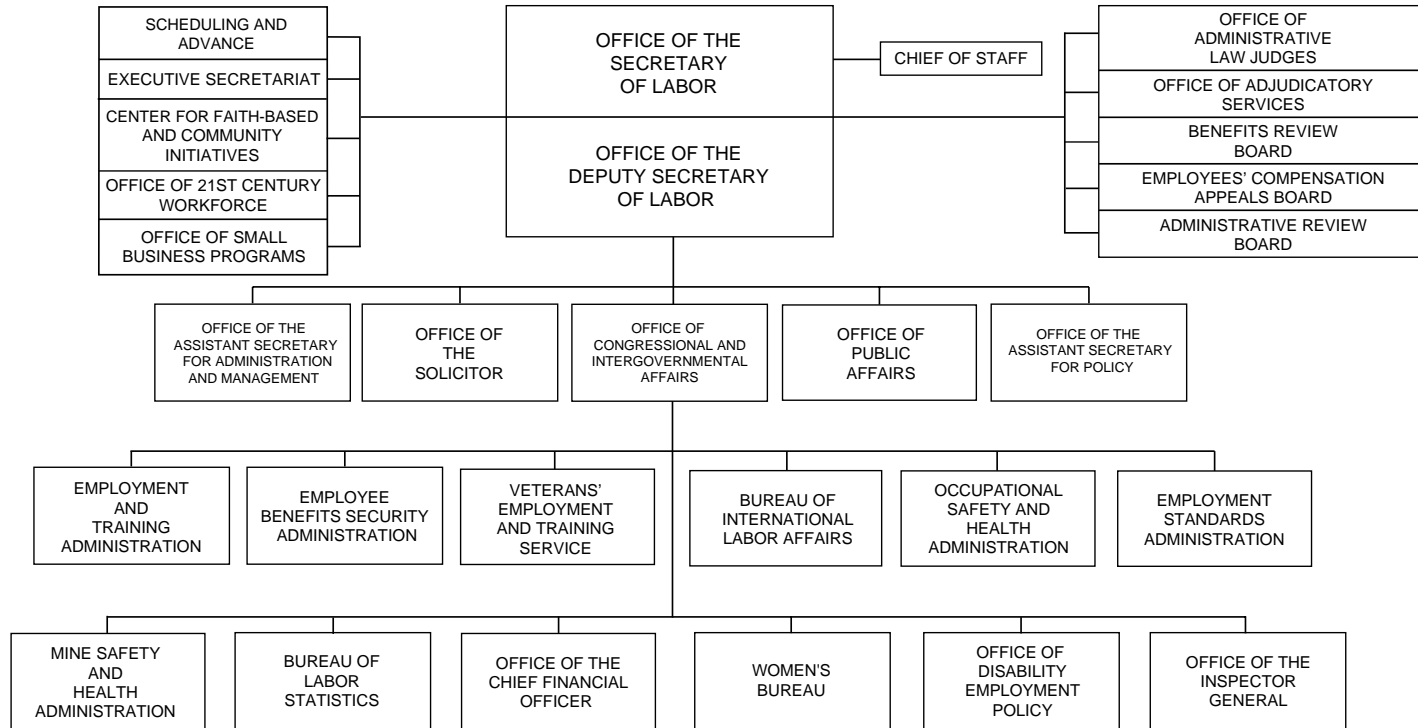 SCHEDULING AND
ADVANCE
EXECUTIVE SECRETARIAT
CENTER FOR FAITH-BASED
AND COMMUNITY
INITIATIVES
OFFICE OF 21ST CENTURY
WORKFORCE
OFFICE OF SMALL
BUSINESS PROGRAMS
OFFICE OF THE
SECRETARY
OF LABOR
OFFICE OF THE
DEPUTY SECRETARY
OF LABOR
CHIEF OF STAFF
OFFICE OF
ADMINISTRATIVE
LAW JUDGES
OFFICE OF ADJUDICATORY
SERVICES
BENEFITS REVIEW
BOARD
EMPLOYEES’ COMPENSATION
APPEALS BOARD
ADMINISTRATIVE REVIEW
BOARD
OFFICE OF THE
ASSISTANT SECRETARY
FOR ADMINISTRATION
AND MANAGEMENT
OFFICE OF
THE
SOLICITOR
OFFICE OF
CONGRESSIONAL AND
INTERGOVERNMENTAL
AFFAIRS
OFFICE OF
PUBLIC
AFFAIRS
OFFICE OF THE
ASSISTANT SECRETARY
FOR POLICY
EMPLOYMENT
AND
TRAINING
ADMINISTRATION
EMPLOYEE
BENEFITS SECURITY
ADMINISTRATION
VETERANS’
EMPLOYMENT
AND TRAINING
SERVICE
BUREAU OF
INTERNATIONAL
LABOR AFFAIRS
OCCUPATIONAL
SAFETY AND
HEALTH
ADMINISTRATION
EMPLOYMENT
STANDARDS
ADMINISTRATION
MINE SAFETY
AND
HEALTH
ADMINISTRATION
BUREAU OF
LABOR
STATISTICS
OFFICE OF THE
CHIEF FINANCIAL
OFFICER
WOMEN'S
BUREAU
OFFICE OF
DISABILITY
EMPLOYMENT
POLICY
OFFICE OF THE
INSPECTOR
GENERAL